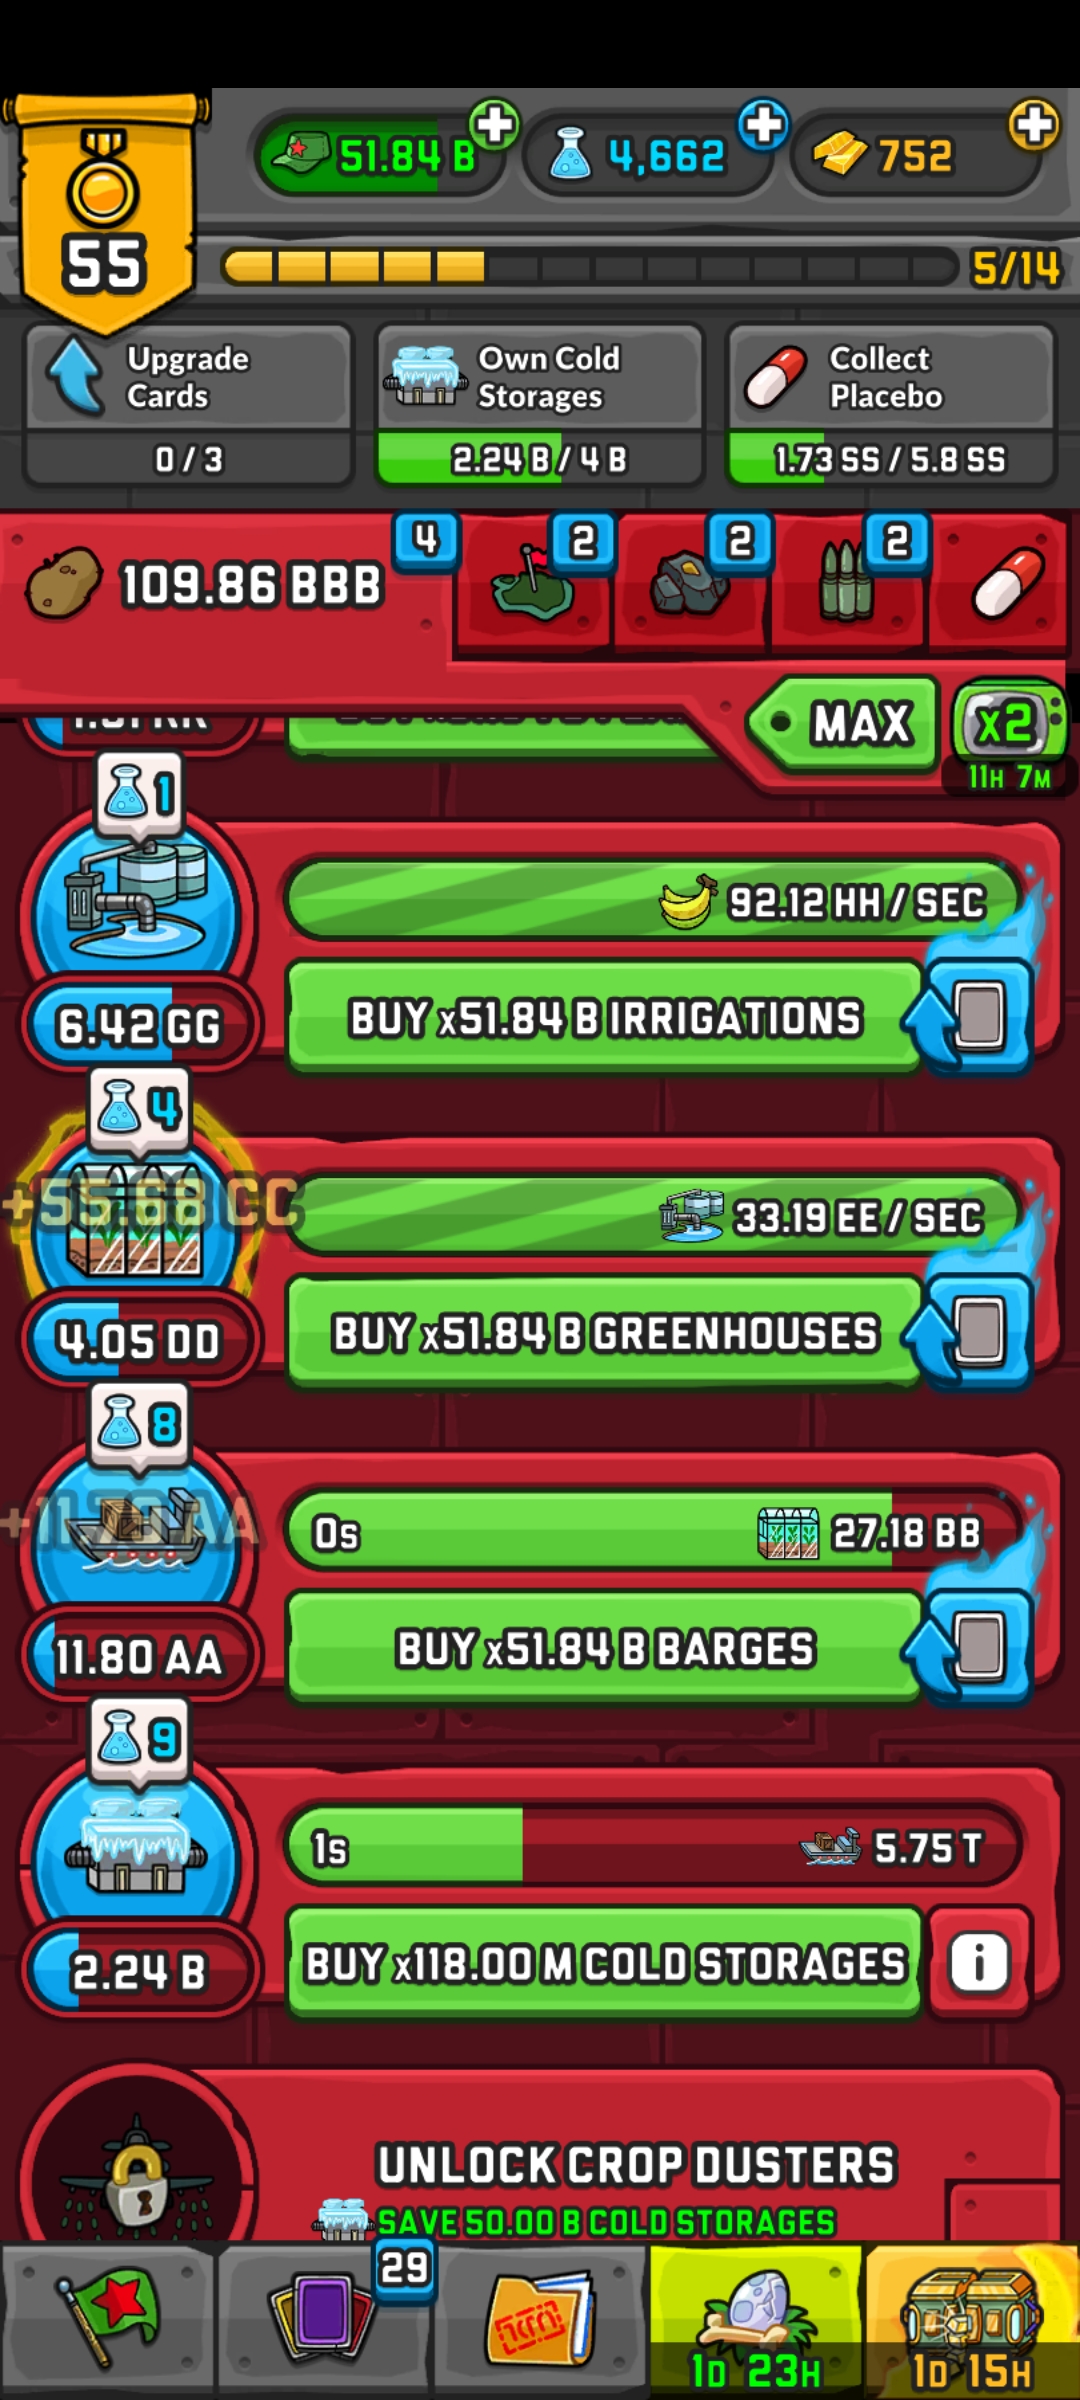 51.84 B
4,662
752
55
5/14
Upgrade
Cards
0 / 3
Own Cold
Storages
2.24 B / 4 B
Collect
Placebo
1.73 SS / 5.8 SS
109.86 BBB
4
2
2
2
MAX
x2
11H 7M
1
92.12 HH / SEC
6.42 GG
BUY x51.84 B IRRIGATIONS
4
+55.68 CC
33.19 EE / SEC
4.05 DD
BUY x51.84 B GREENHOUSES
8
0s
27.18 BB
11.80 AA
BUY x51.84 B BARGES
9
1s
5.75 T
2.24 B
BUY x118.00 M COLD STORAGES
i
UNLOCK CROP DUSTERS
SAVE 50.00 B COLD STORAGES
29
1D 23H
1D 15H